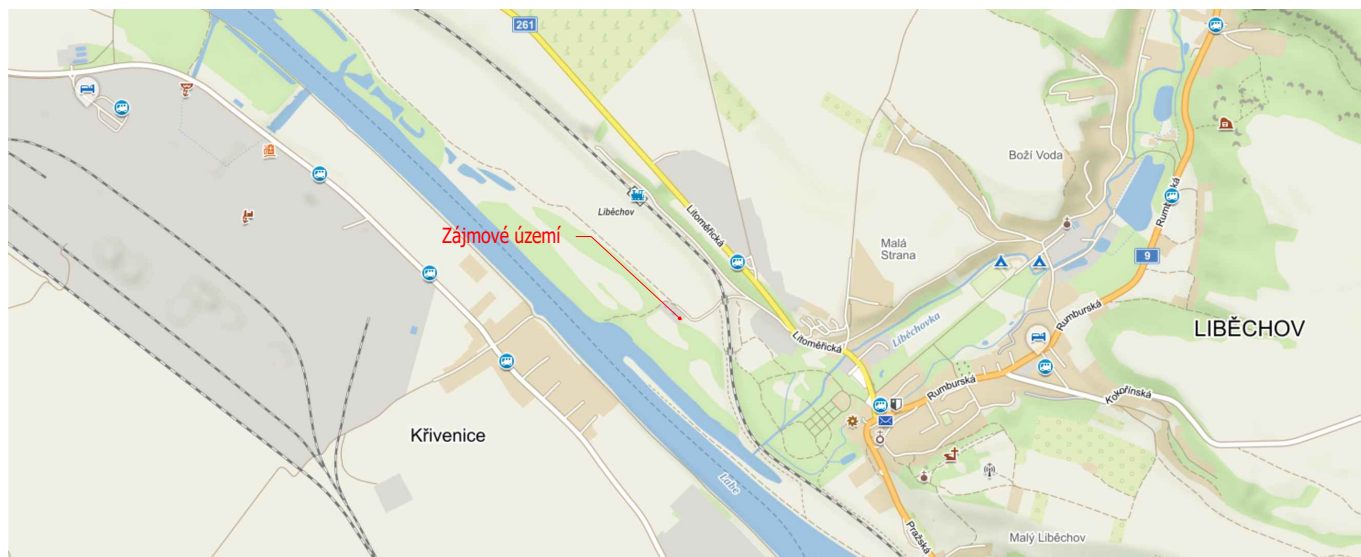 261
Boží Voda
Rumburská
Litoměřická
Liběchov
Zájmové území
Malá
Strana
9
Liběchovka
Rumburská
LIBĚCHOV
Litoměřická
Rumburská
Kokořínská
Křivenice
Labe
Pražská
Malý Liběchov